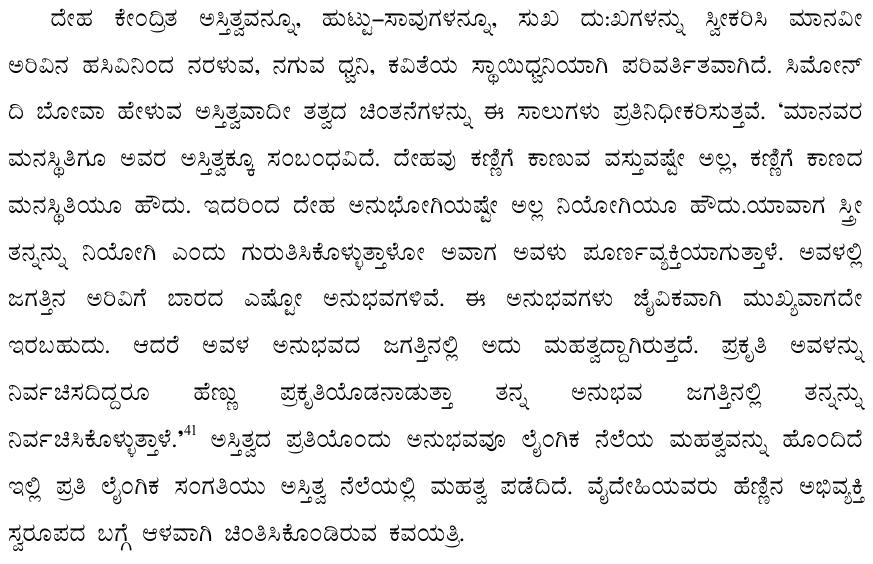 ದೇಹ ಕೇಂದ್ರಿತ ಅಸ್ತಿತ್ವವನ್ನೂ, ಹುಟ್ಟು–ಸಾವುಗಳನ್ನೂ, ಸುಖ ದು:ಖಗಳನ್ನು ಸ್ವೀಕರಿಸಿ ಮಾನವೀ
ಅರಿವಿನ ಹಸಿವಿನಿಂದ ನರಳುವ, ನಗುವ ಧ್ವನಿ, ಕವಿತೆಯ ಸ್ಥಾಯಿಧ್ವನಿಯಾಗಿ ಪರಿವರ್ತಿತವಾಗಿದೆ. ಸಿಮೋನ್
ದಿ ಬೋವಾ ಹೇಳುವ ಅಸ್ತಿತ್ವವಾದೀ ತತ್ವದ ಚಿಂತನೆಗಳನ್ನು ಈ ಸಾಲುಗಳು ಪ್ರತಿನಿಧೀಕರಿಸುತ್ತವೆ. ‘ಮಾನವರ
ಮನಸ್ಥಿತಿಗೂ ಅವರ ಅಸ್ತಿತ್ವಕ್ಕೂ ಸಂಬಂಧವಿದೆ. ದೇಹವು ಕಣ್ಣಿಗೆ ಕಾಣುವ ವಸ್ತುವಷ್ಟೇ ಅಲ್ಲ, ಕಣ್ಣಿಗೆ ಕಾಣದ
ಮನಸ್ಥಿತಿಯೂ ಹೌದು. ಇದರಿಂದ ದೇಹ ಅನುಭೋಗಿಯಷ್ಟೇ ಅಲ್ಲ ನಿಯೋಗಿಯೂ ಹೌದು.ಯಾವಾಗ ಸ್ತ್ರೀ
ತನ್ನನ್ನು ನಿಯೋಗಿ ಎಂದು ಗುರುತಿಸಿಕೊಳ್ಳುತ್ತಾಳೋ ಅವಾಗ ಅವಳು ಪೂರ್ಣವ್ಯಕ್ತಿಯಾಗುತ್ತಾಳೆ. ಅವಳಲ್ಲಿ
ಜಗತ್ತಿನ ಅರಿವಿಗೆ ಬಾರದ ಎಷ್ಟೋ ಅನುಭವಗಳಿವೆ. ಈ ಅನುಭವಗಳು ಜೈವಿಕವಾಗಿ ಮುಖ್ಯವಾಗದೇ
ಇರಬಹುದು. ಆದರೆ ಅವಳ ಅನುಭವದ ಜಗತ್ತಿನಲ್ಲಿ ಅದು ಮಹತ್ವದ್ದಾಗಿರುತ್ತದೆ. ಪ್ರಕೃತಿ ಅವಳನ್ನು
ನಿರ್ವಚಿಸದಿದ್ದರೂ ಹೆಣ್ಣು ಪ್ರಕೃತಿಯೊಡನಾಡುತ್ತಾ ತನ್ನ ಅನುಭವ ಜಗತ್ತಿನಲ್ಲಿ ತನ್ನನ್ನು
ನಿರ್ವಚಿಸಿಕೊಳ್ಳುತ್ತಾಳೆ.’⁴¹ ಅಸ್ತಿತ್ವದ ಪ್ರತಿಯೊಂದು ಅನುಭವವೂ ಲೈಂಗಿಕ ನೆಲೆಯ ಮಹತ್ವವನ್ನು ಹೊಂದಿದೆ
ಇಲ್ಲಿ ಪ್ರತಿ ಲೈಂಗಿಕ ಸಂಗತಿಯು ಅಸ್ತಿತ್ವ ನೆಲೆಯಲ್ಲಿ ಮಹತ್ವ ಪಡೆದಿದೆ. ವೈದೇಹಿಯವರು ಹೆಣ್ಣಿನ ಅಭಿವ್ಯಕ್ತಿ
ಸ್ವರೂಪದ ಬಗ್ಗೆ ಆಳವಾಗಿ ಚಿಂತಿಸಿಕೊಂಡಿರುವ ಕವಯತ್ರಿ.